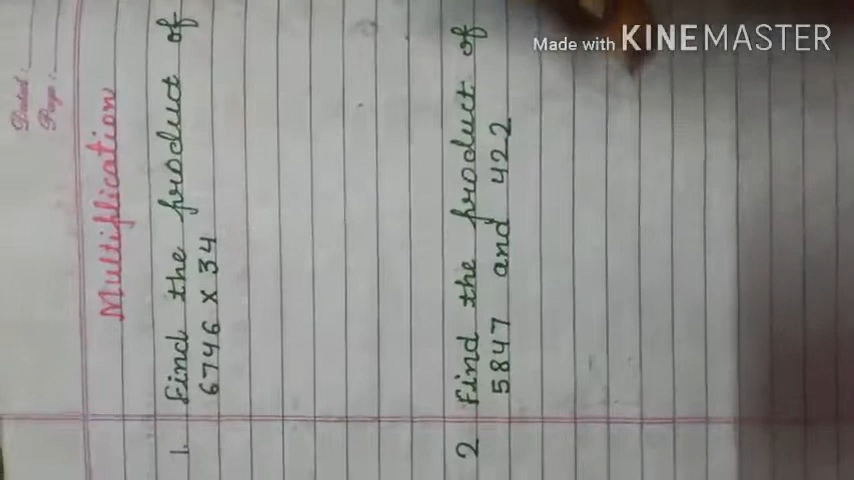 Dated:
Page:
Multiplication
1. Find the product of
6746 x 34
2 Find the product of
5847 and 422
Made with KINEMASTER